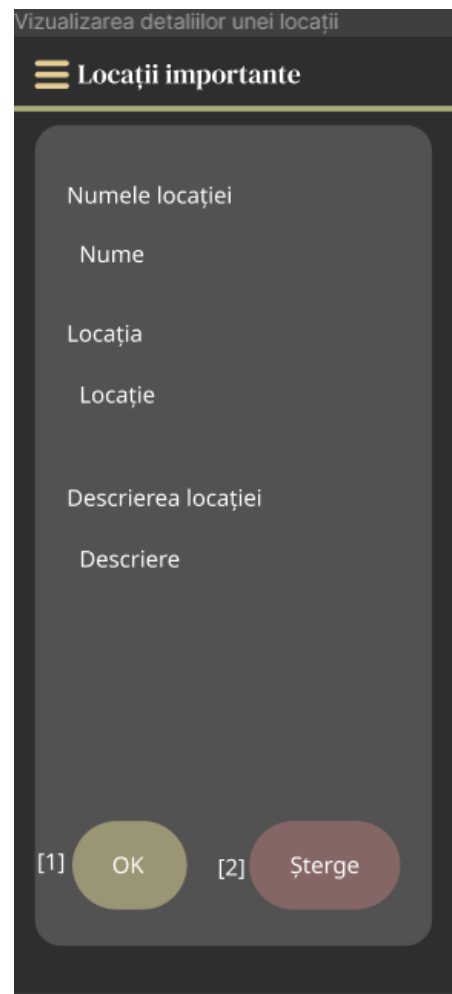 Vizualizarea detaliilor unei locații
Locații importante
Numele locației
Nume
Locația
Locație
Descrierea locației
Descriere
[1] OK [2] Șterge